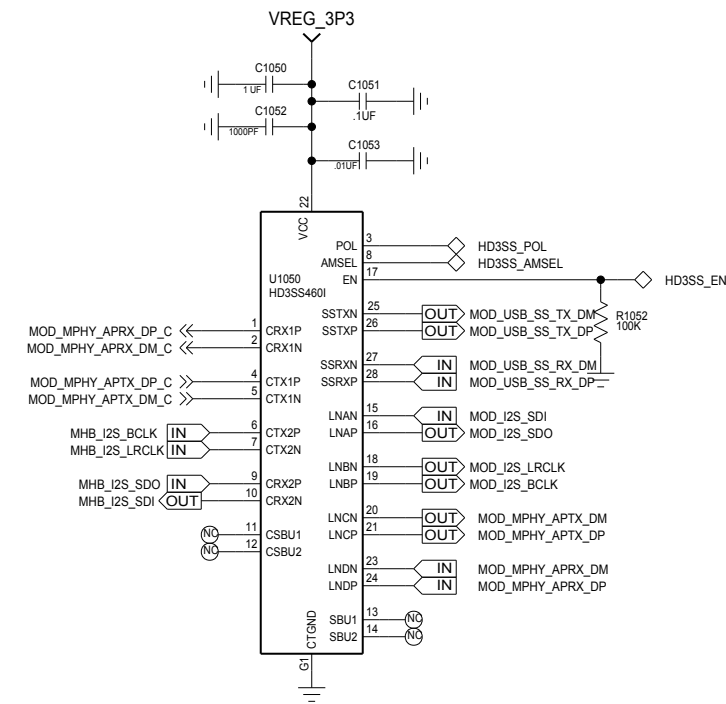 VREG_3P3
C1050
1 UF
C1051
.1UF
C1052
1000PF
C1053
.01UF
22
VCC
U1050
HD3SS460I
POL 3 HD3SS_POL
AMSEL 8 HD3SS_AMSEL
EN 17 HD3SS_EN
R1052
100K
SSTXN 25 OUT MOD_USB_SS_TX_DM
SSTXP 26 OUT MOD_USB_SS_TX_DP
MOD_MPHY_APRX_DP_C 1 CRX1P
MOD_MPHY_APRX_DM_C 2 CRX1N
SSRXN 27 IN MOD_USB_SS_RX_DM
SSRXP 28 IN MOD_USB_SS_RX_DP
MOD_MPHY_APTX_DP_C 4 CTX1P
MOD_MPHY_APTX_DM_C 5 CTX1N
LNAN 15 IN MOD_I2S_SDI
LNAP 16 OUT MOD_I2S_SDO
MHB_I2S_BCLK IN 6 CTX2P
MHB_I2S_LRCLK IN 7 CTX2N
LNBN 18 OUT MOD_I2S_LRCLK
LNBP 19 OUT MOD_I2S_BCLK
MHB_I2S_SDO IN 9 CRX2P
MHB_I2S_SDI OUT 10 CRX2N
LNCN 20 OUT MOD_MPHY_APTX_DM
LNCP 21 OUT MOD_MPHY_APTX_DP
NC 11 CSBU1
NC 12 CSBU2
LNDN 23 IN MOD_MPHY_APRX_DM
LNDP 24 IN MOD_MPHY_APRX_DP
SBU1 13 NC
SBU2 14 NC
CTGND
G1